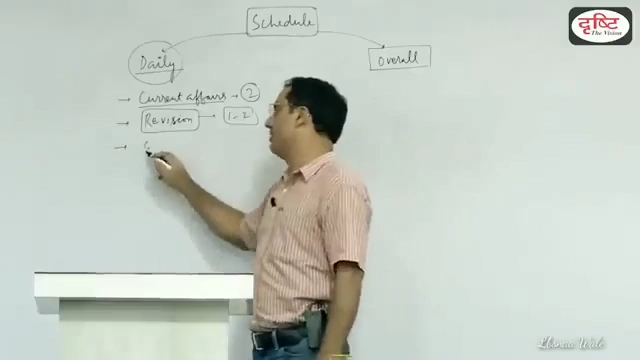 Schedule
Daily
Overall
→ Current affairs → 2
→ Revision → 1-2
→
दृष्टि
The Vision